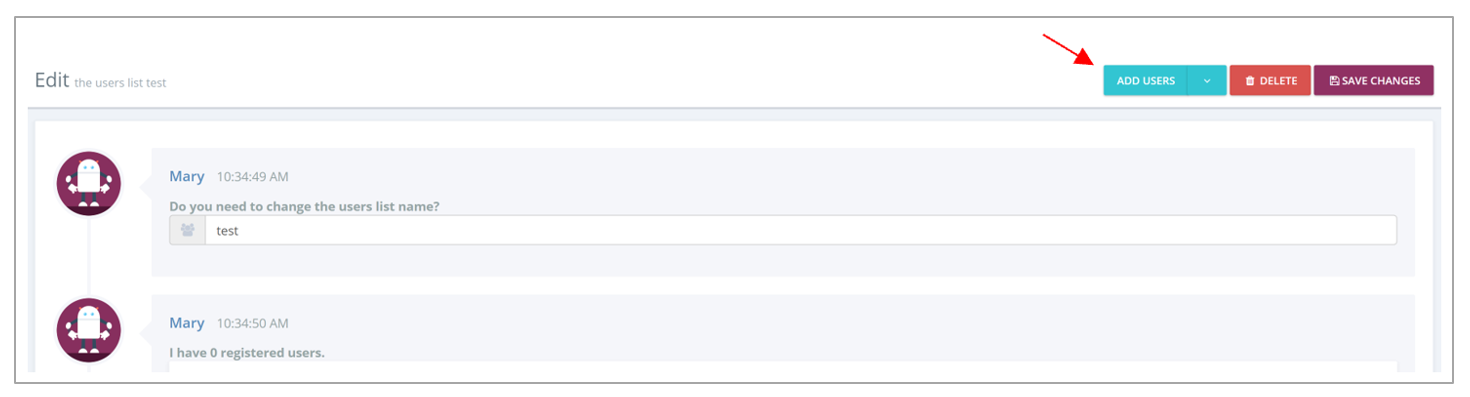 Edit the users list test
ADD USERS
DELETE
SAVE CHANGES
Mary 10:34:49 AM
Do you need to change the users list name?
test
Mary 10:34:50 AM
I have 0 registered users.